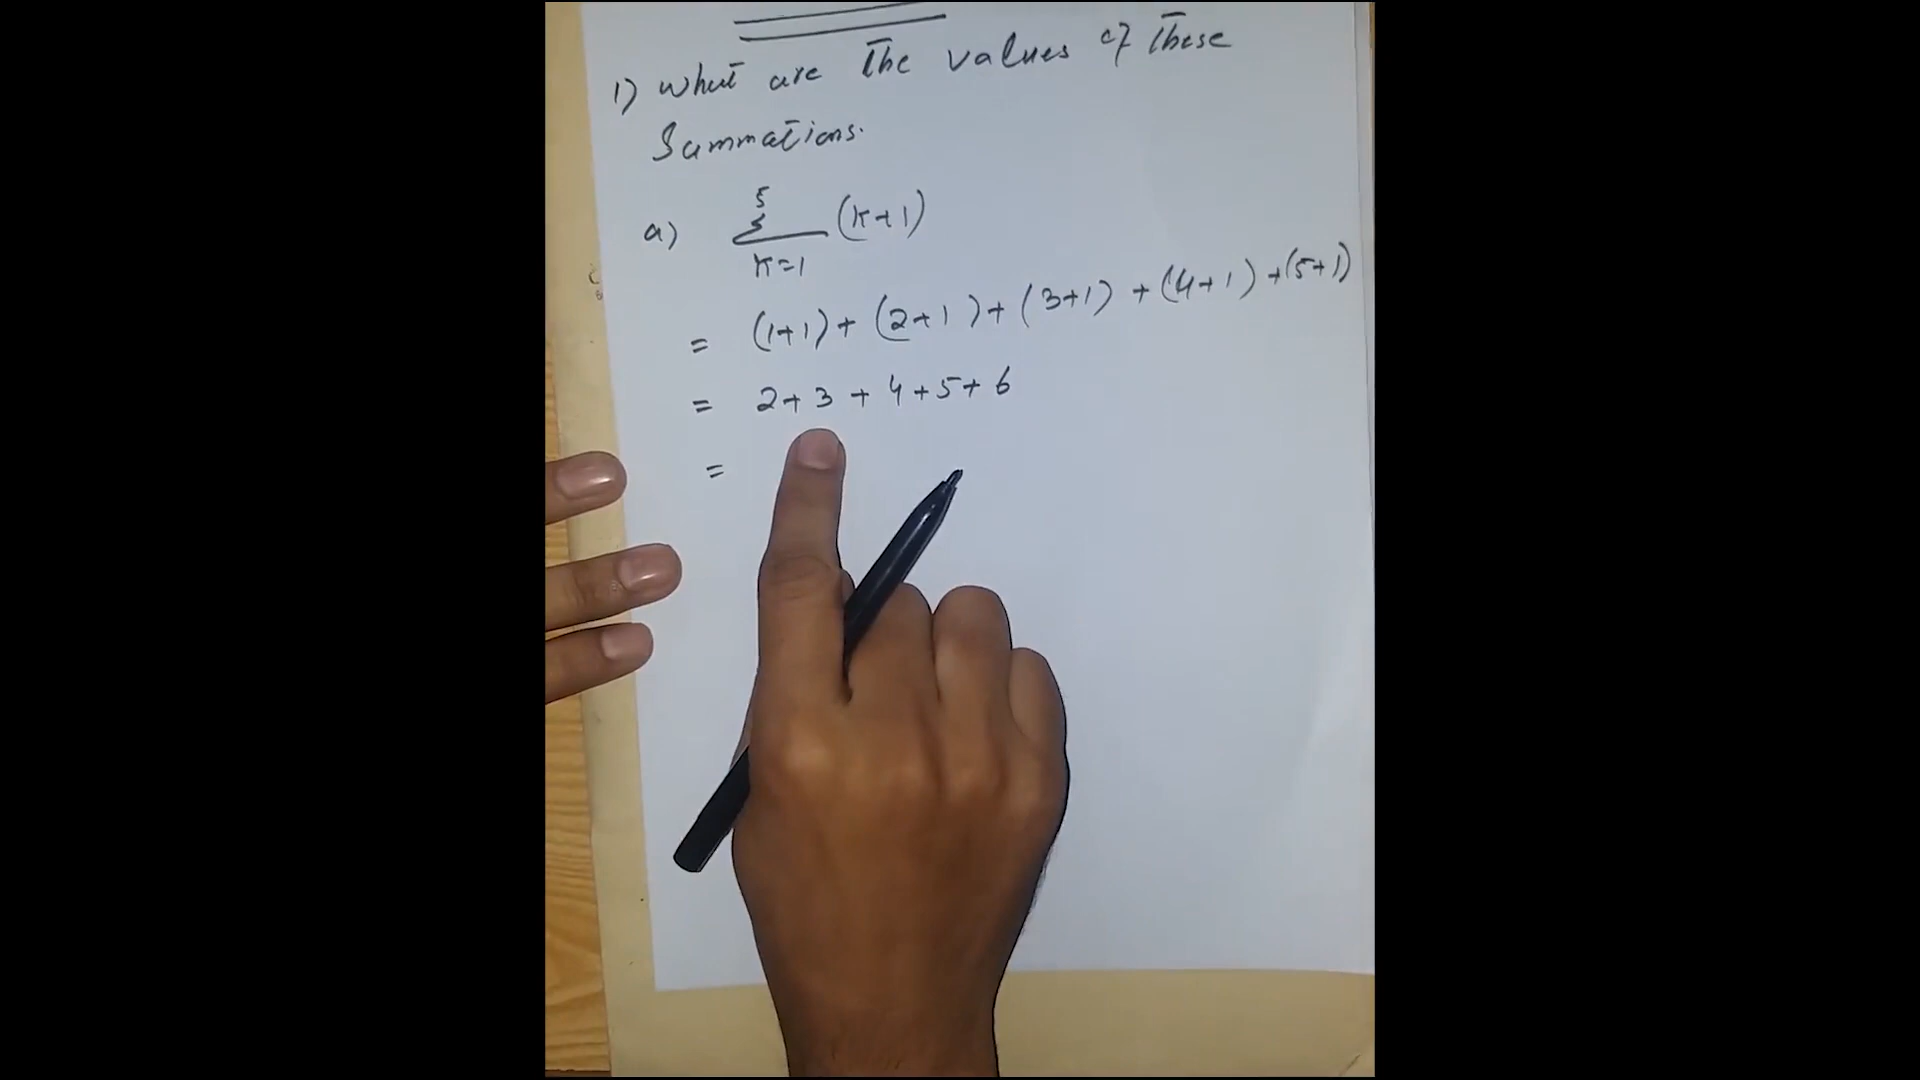 1) What are the values of these
Summations.
a) 5
Σ (k+1)
k=1
= (1+1) + (2+1) + (3+1) + (4+1) + (5+1)
= 2+3+4+5+6
=